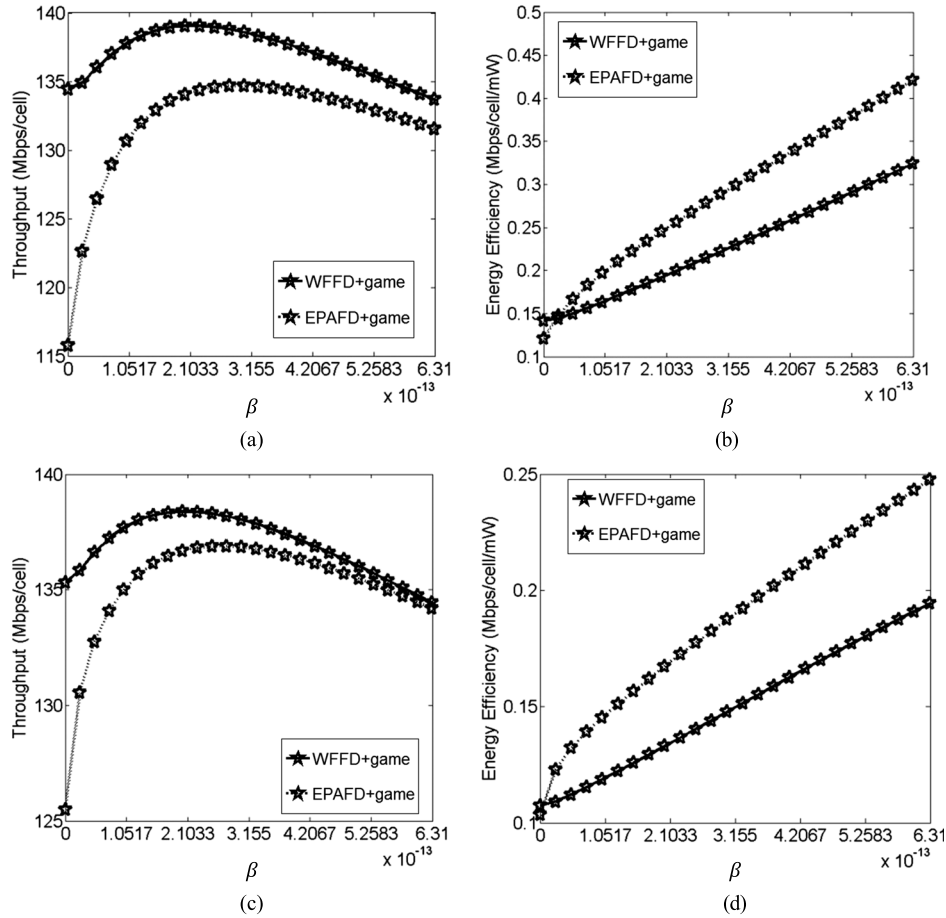 140
135
130
125
120
115
Throughput (Mbps/cell)
WFFD+game
EPAFD+game
0 1.0517 2.1033 3.155 4.2067 5.2583 6.31
x 10⁻¹³
β
(a)
0.5
0.45
0.4
0.35
0.3
0.25
0.2
0.15
0.1
Energy Efficiency (Mbps/cell/mW)
WFFD+game
EPAFD+game
0 1.0517 2.1033 3.155 4.2067 5.2583 6.31
x 10⁻¹³
β
(b)
140
135
130
125
Throughput (Mbps/cell)
WFFD+game
EPAFD+game
0 1.0517 2.1033 3.155 4.2067 5.2583 6.31
x 10⁻¹³
β
(c)
0.25
0.2
0.15
0.1
Energy Efficiency (Mbps/cell/mW)
WFFD+game
EPAFD+game
0 1.0517 2.1033 3.155 4.2067 5.2583 6.31
x 10⁻¹³
β
(d)